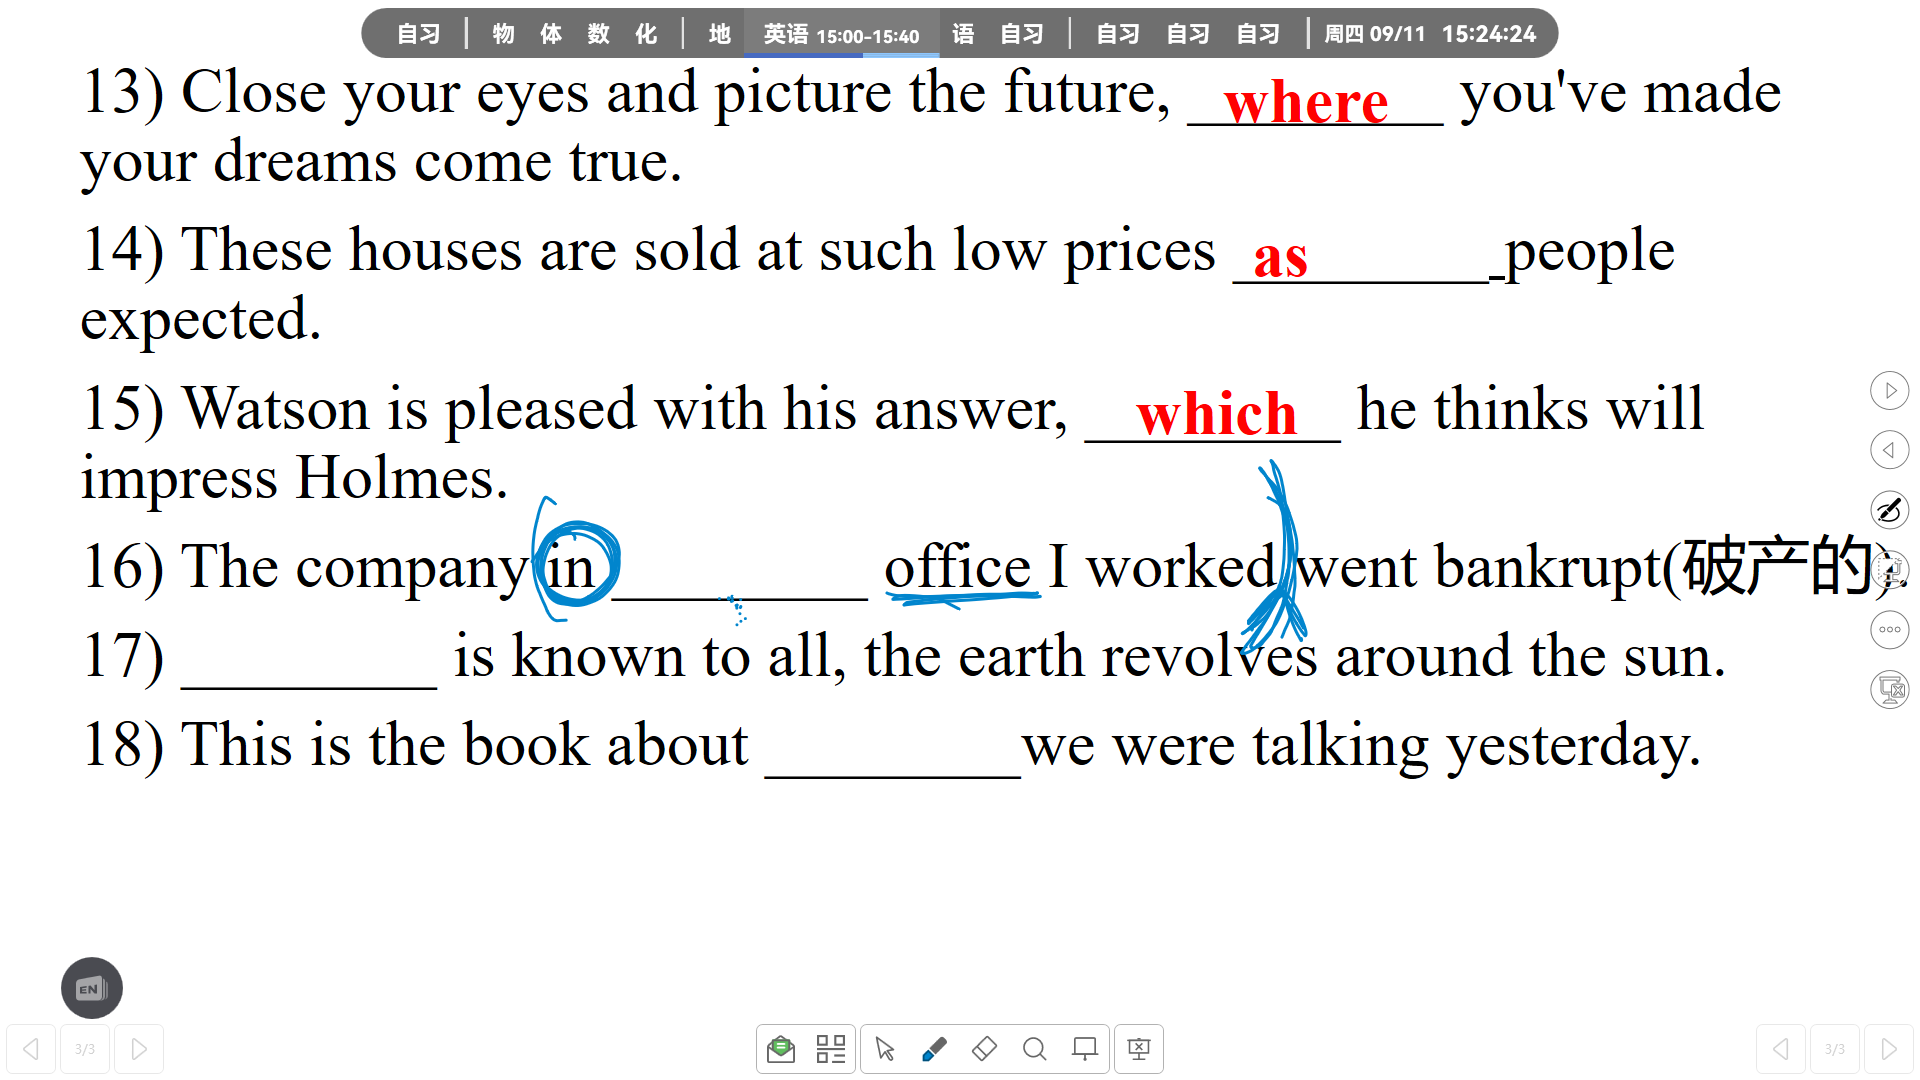 自习 | 物 体 数 化 | 地 英语 15:00-15:40 语 自习 | 自习 自习 自习 | 周四 09/11 15:24:24
13) Close your eyes and picture the future, where you've made
your dreams come true.
14) These houses are sold at such low prices as people
expected.
15) Watson is pleased with his answer, which he thinks will
impress Holmes.
16) The company in ________ office I worked went bankrupt(破产的).
17) ________ is known to all, the earth revolves around the sun.
18) This is the book about ________ we were talking yesterday.
EN
3/3
3/3